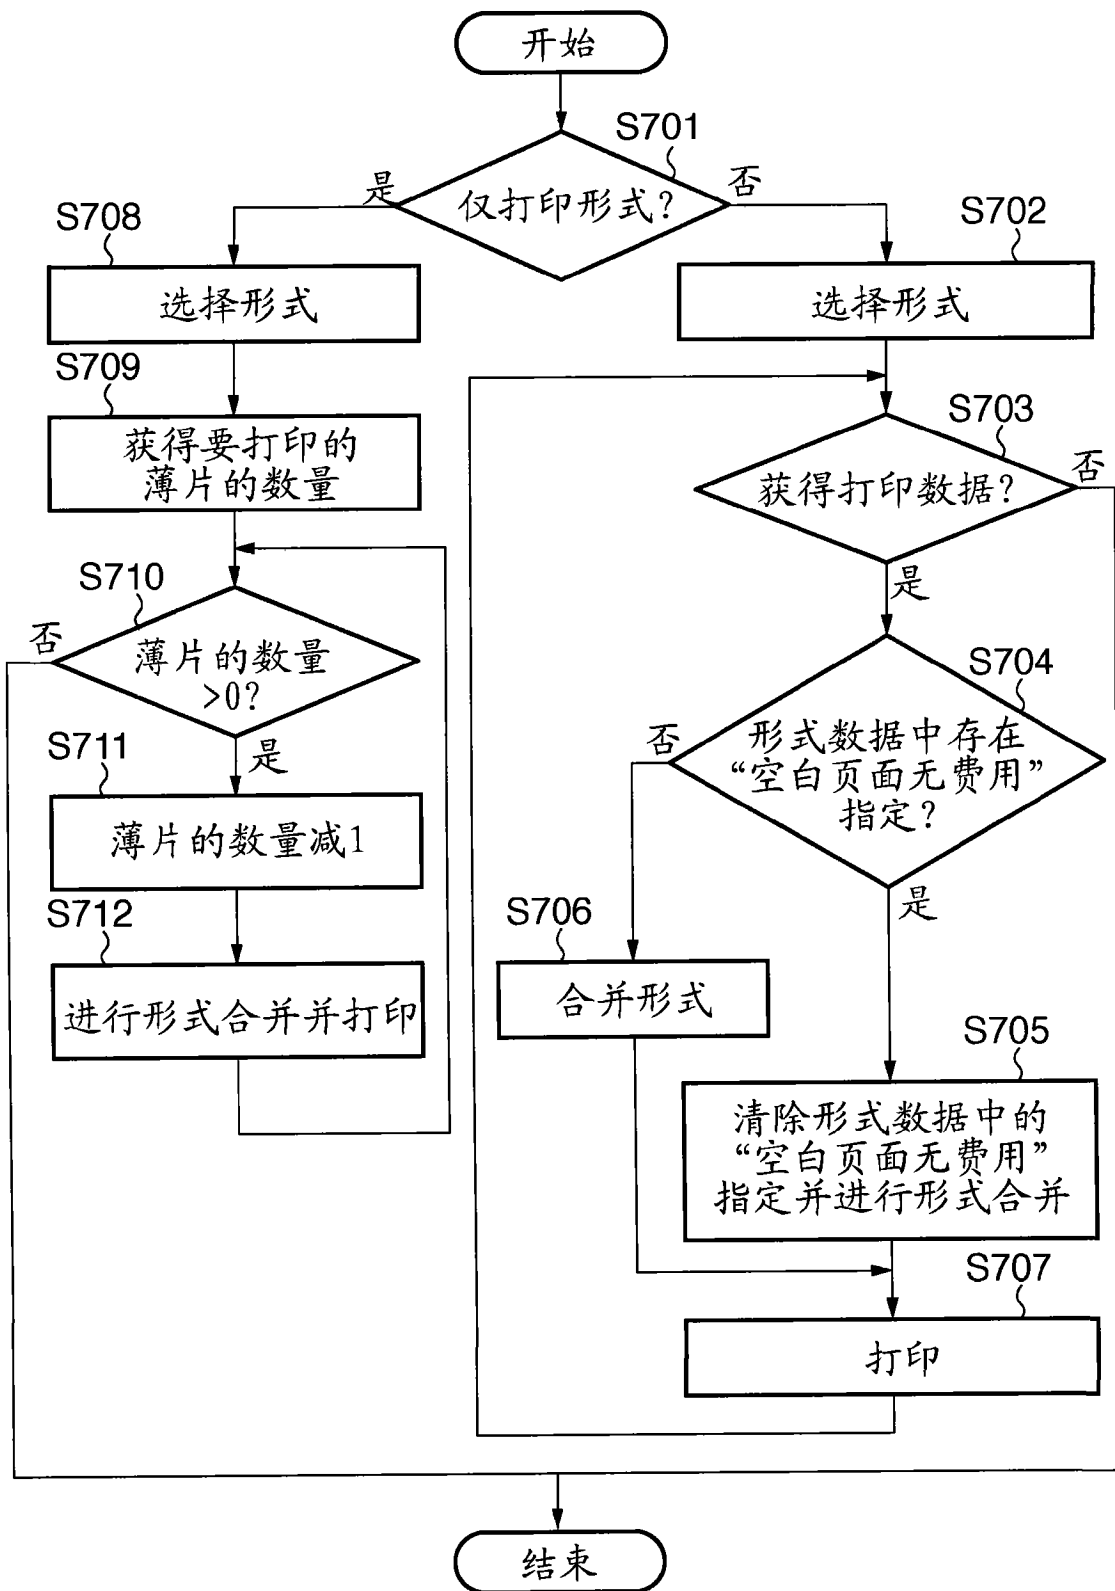 开始
S701
仅打印形式?
是
否
S708
选择形式
S702
选择形式
S709
获得要打印的
薄片的数量
S703
获得打印数据?
否
是
S710
薄片的数量
>0?
否
是
S704
形式数据中存在
“空白页面无费用”
指定?
否
是
S711
薄片的数量减1
S712
进行形式合并并打印
S706
合并形式
S705
清除形式数据中的
“空白页面无费用”
指定并进行形式合并
S707
打印
结束